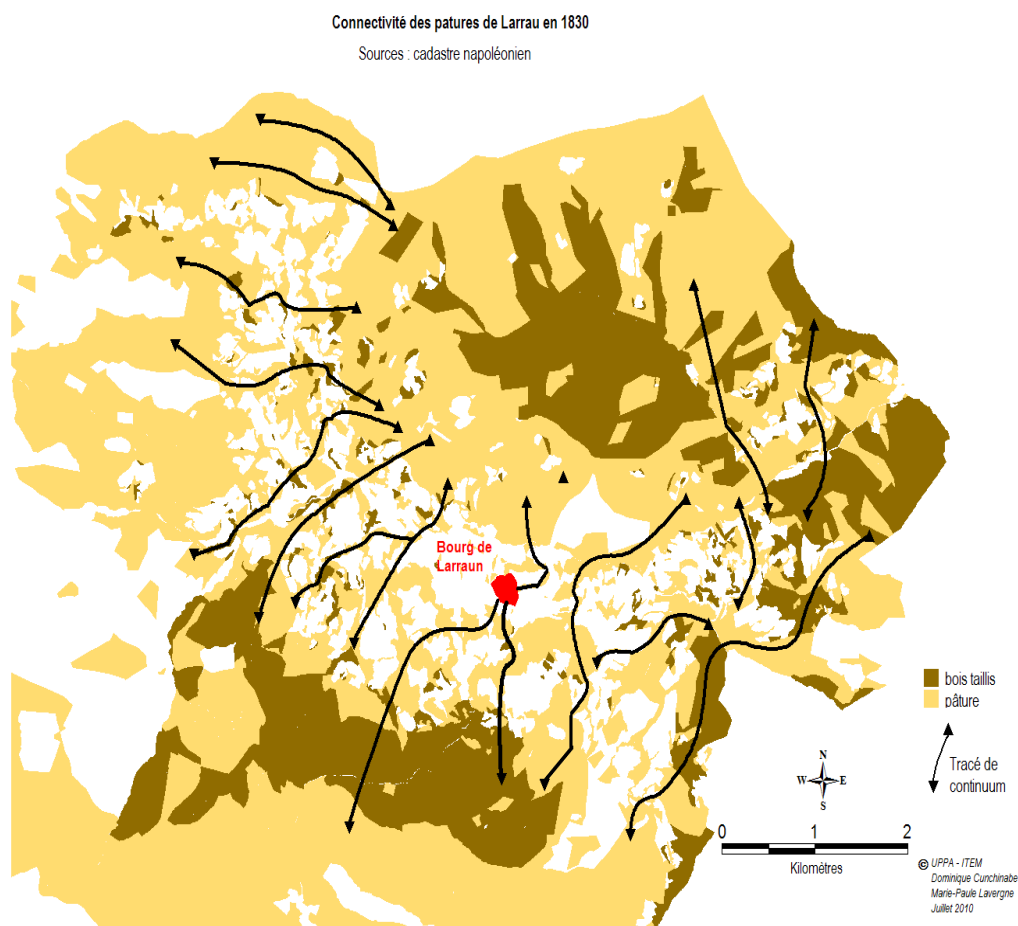 Connectivité des patures de Larrau en 1830
Sources : cadastre napoléonien
Bourg de
Larraun
bois taillis
pâture
Tracé de
continuum
N
W E
S
0 1 2
Kilomètres
© UPPA - ITEM
Dominique Cunchinabe
Marie-Paule Lavergne
Juillet 2010